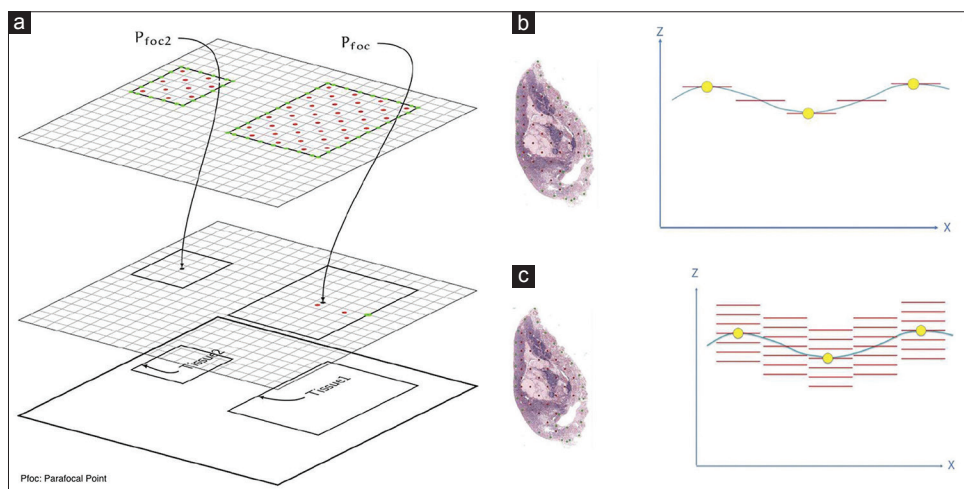 a
Pfoc2
Pfoc
Tissue2
Tissue1
Pfoc: Parafocal Point
b
Z
X
c
Z
X